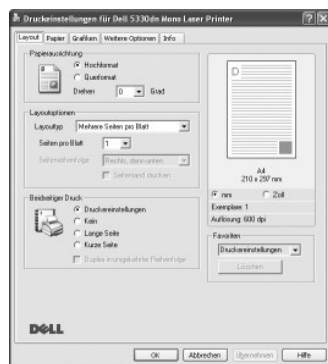 Druckeinstellungen für Dell 5330dn Mono Laser Printer
Layout Papier Grafiken Weitere Optionen Info
Papierausrichtung
Hochformat
Querformat
Drehen 0 Grad
Layoutoptionen
Layouttyp Mehrere Seiten pro Blatt
Seiten pro Blatt 1
Seitenreihenfolge Rechts, dann unten
Seitenrand drucken
Beidseitiger Druck
Druckereinstellungen
Kein
Lange Seite
Kurze Seite
Duplex in umgekehrter Reihenfolge
A4
210 x 297 mm
mm Zoll
Exemplare: 1
Auflösung: 600 dpi
Favoriten
Druckereinstellungen
Löschen
DELL
OK Abbrechen Übernehmen Hilfe